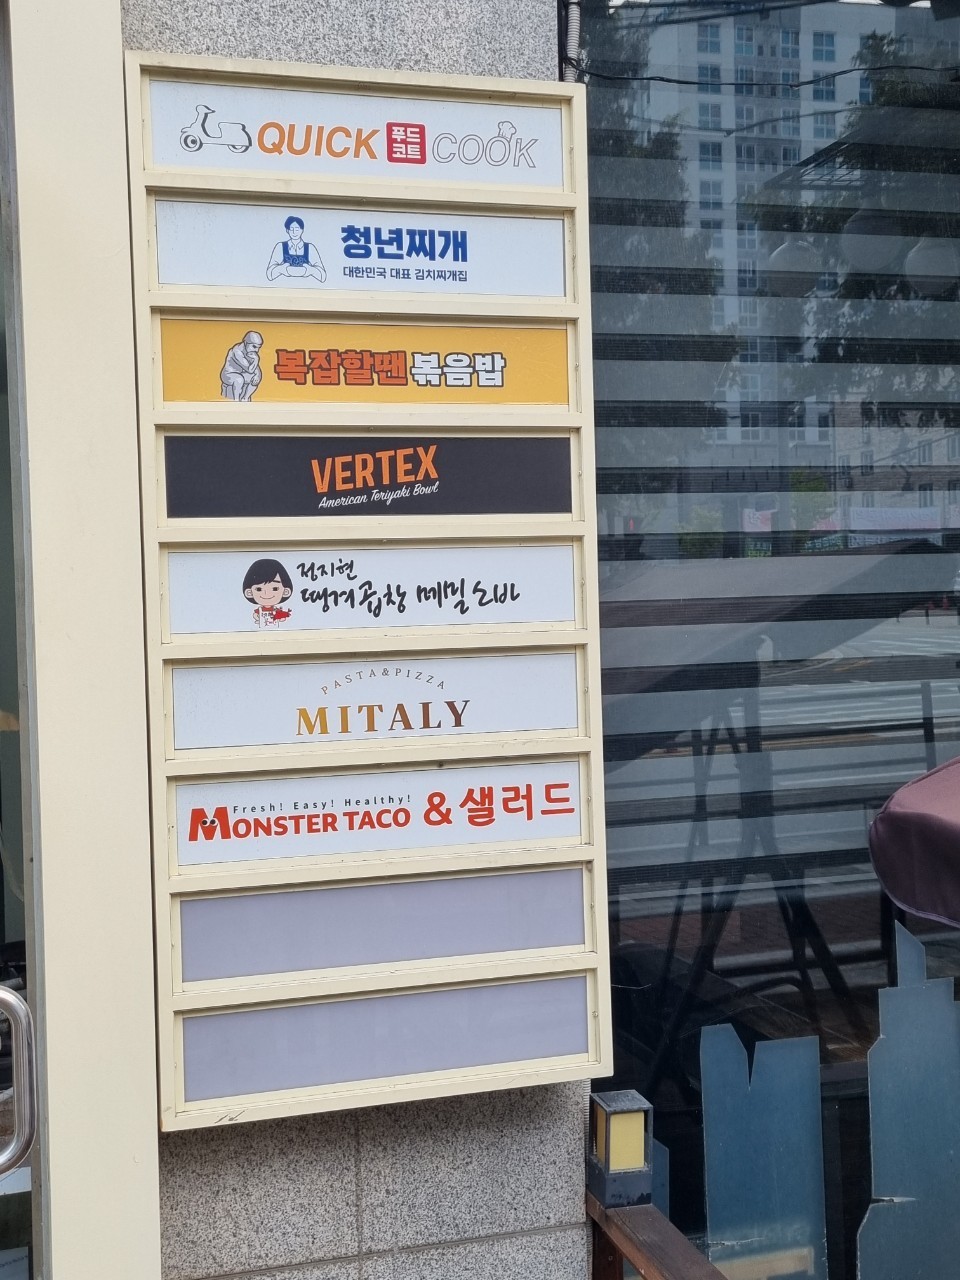 QUICK 푸드코트 COOK
청년찌개
대한민국 대표 김치찌개집
복잡할땐볶음밥
VERTEX
American Teriyaki Bowl
정지현
땡겨곱창 메밀소바
PASTA&PIZZA
MITALY
Fresh! Easy! Healthy!
MONSTER TACO & 샐러드